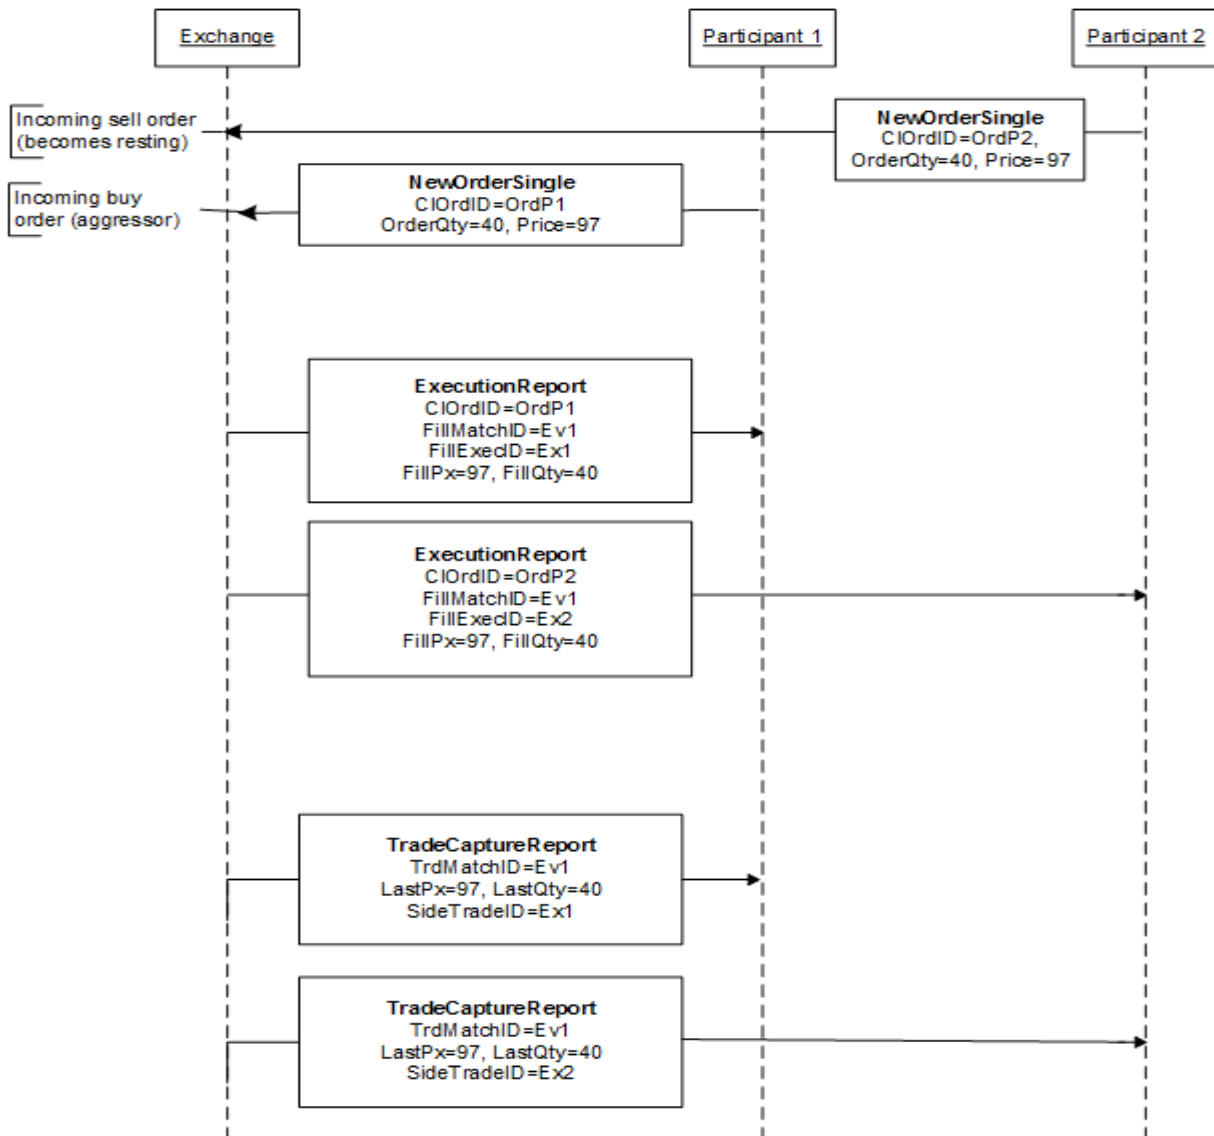 Exchange
Participant 1
Participant 2
Incoming sell order
(becomes resting)
NewOrderSingle
ClOrdID=OrdP2,
OrderQty=40, Price=97
Incoming buy
order (aggressor)
NewOrderSingle
ClOrdID=OrdP1
OrderQty=40, Price=97
ExecutionReport
ClOrdID=OrdP1
FillMatchID=Ev1
FillExecID=Ex1
FillPx=97, FillQty=40
ExecutionReport
ClOrdID=OrdP2
FillMatchID=Ev1
FillExecID=Ex2
FillPx=97, FillQty=40
TradeCaptureReport
TrdMatchID=Ev1
LastPx=97, LastQty=40
SideTradeID=Ex1
TradeCaptureReport
TrdMatchID=Ev1
LastPx=97, LastQty=40
SideTradeID=Ex2